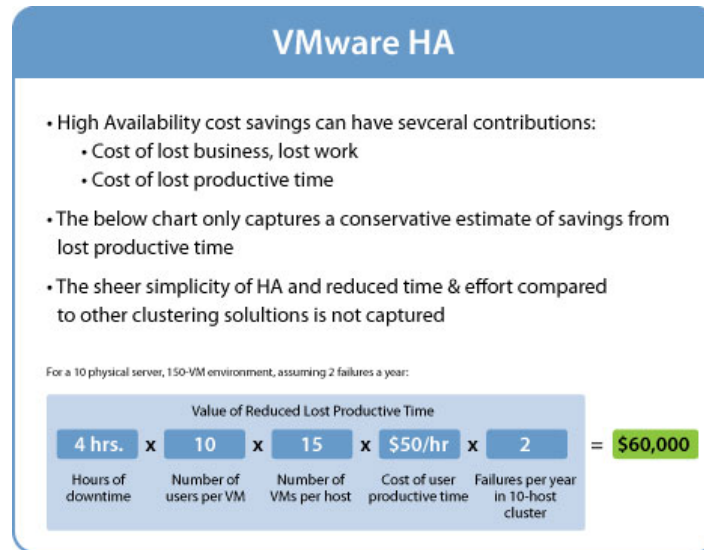 VMware HA
• High Availability cost savings can have sevceral contributions:
• Cost of lost business, lost work
• Cost of lost productive time
• The below chart only captures a conservative estimate of savings from
lost productive time
• The sheer simplicity of HA and reduced time & effort compared
to other clustering solultions is not captured
For a 10 physical server, 150-VM environment, assuming 2 failures a year:
Value of Reduced Lost Productive Time
4 hrs. x 10 x 15 x $50/hr x 2 = $60,000
Hours of downtime
Number of users per VM
Number of VMs per host
Cost of user productive time
Failures per year in 10-host cluster